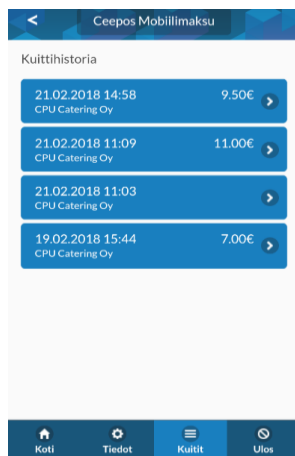 Ceepos Mobiilimaksu
Kuittihistoria
21.02.2018 14:58 9.50€
CPU Catering Oy
21.02.2018 11:09 11.00€
CPU Catering Oy
21.02.2018 11:03
CPU Catering Oy
19.02.2018 15:44 7.00€
CPU Catering Oy
Koti Tiedot Kuitit Ulos